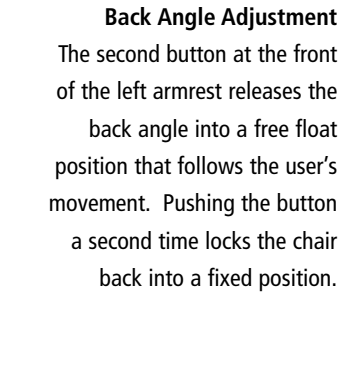 Back Angle Adjustment
The second button at the front
of the left armrest releases the
back angle into a free float
position that follows the user’s
movement.  Pushing the button
a second time locks the chair
back into a fixed position.